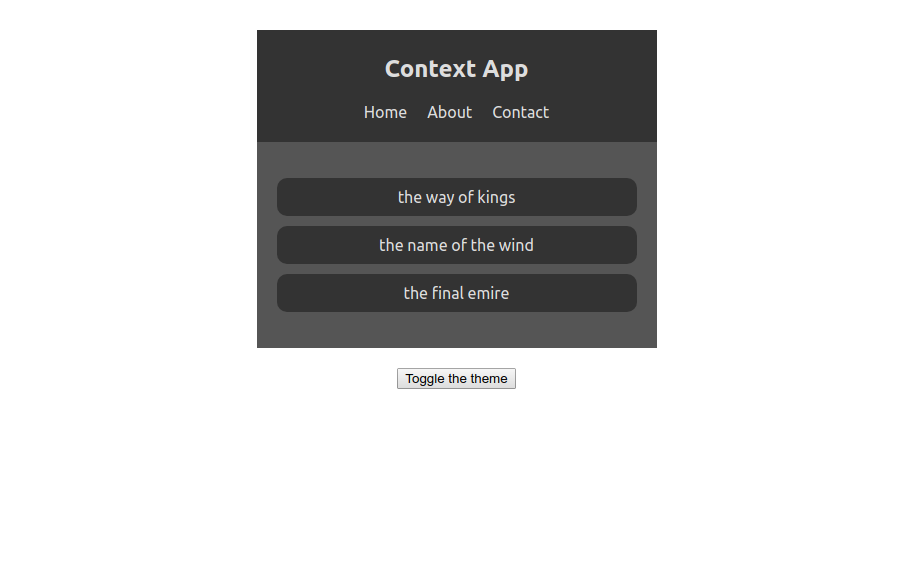 Context App
Home About Contact
the way of kings
the name of the wind
the final emire
Toggle the theme